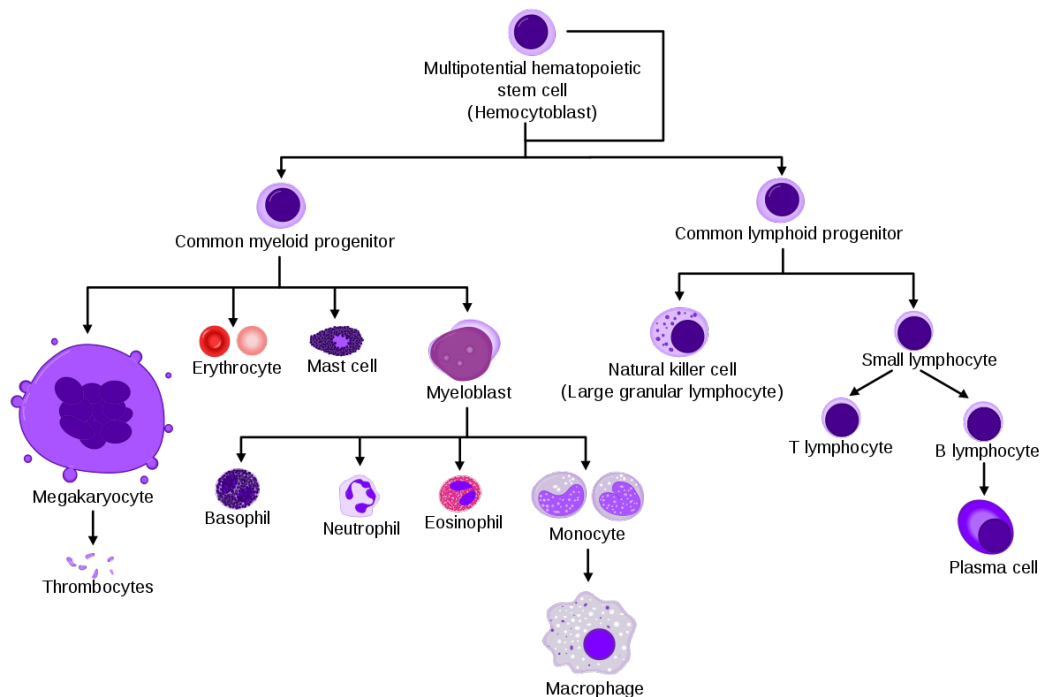 Multipotential hematopoietic
stem cell
(Hemocytoblast)
Common myeloid progenitor
Common lymphoid progenitor
Erythrocyte
Mast cell
Myeloblast
Natural killer cell
(Large granular lymphocyte)
Small lymphocyte
T lymphocyte
B lymphocyte
Megakaryocyte
Basophil
Neutrophil
Eosinophil
Monocyte
Plasma cell
Thrombocytes
Macrophage